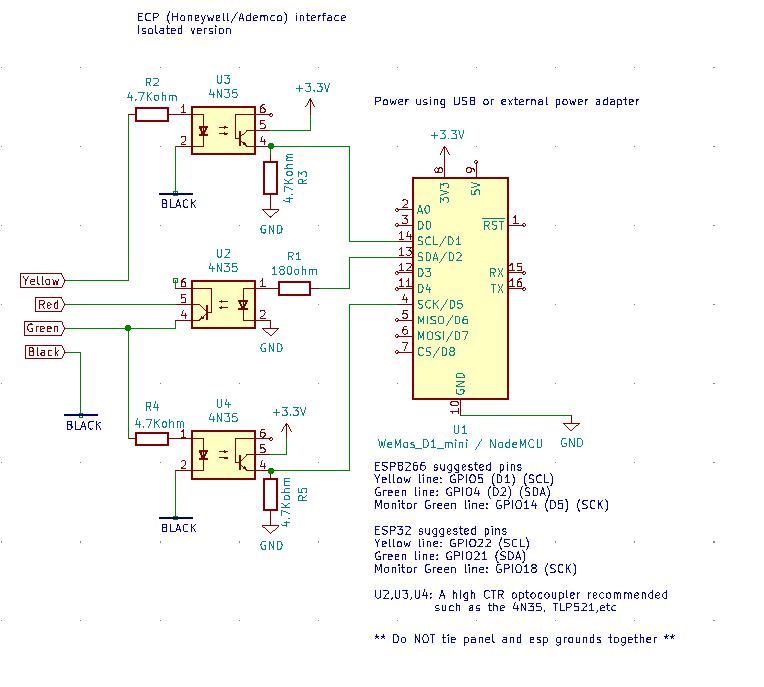 ECP (Honeywell/Ademco) interface
Isolated version
R2
4.7Kohm
U3
4N35
+3.3V
1
2
6
5
4
4.7Kohm
R3
BLACK
GND
Power using USB or external power adapter
+3.3V
8
9
3V3
5V
2 A0
3 D0
14 SCL/D1
13 SDA/D2
12 D3
11 D4
4 SCK/D5
5 MISO/D6
6 MOSI/D7
7 CS/D8
RST 1
RX 15
TX 16
GND
10
U1
WeMos_D1_mini / NodeMCU
GND
U2
4N35
R1
180ohm
6
5
4
1
2
GND
Yellow
Red
Green
Black
BLACK
R4
4.7Kohm
U4
4N35
+3.3V
1
2
6
5
4
4.7Kohm
R5
BLACK
GND
ESP8266 suggested pins
Yellow line: GPIO5 (D1) (SCL)
Green line: GPIO4 (D2) (SDA)
Monitor Green line: GPIO14 (D5) (SCK)
ESP32 suggested pins
Yellow line: GPIO22 (SCL)
Green line: GPIO21 (SDA)
Monitor Green line: GPIO18 (SCK)
U2,U3,U4: A high CTR optocoupler recommended
such as the 4N35, TLP521,etc
** Do NOT tie panel and esp grounds together **